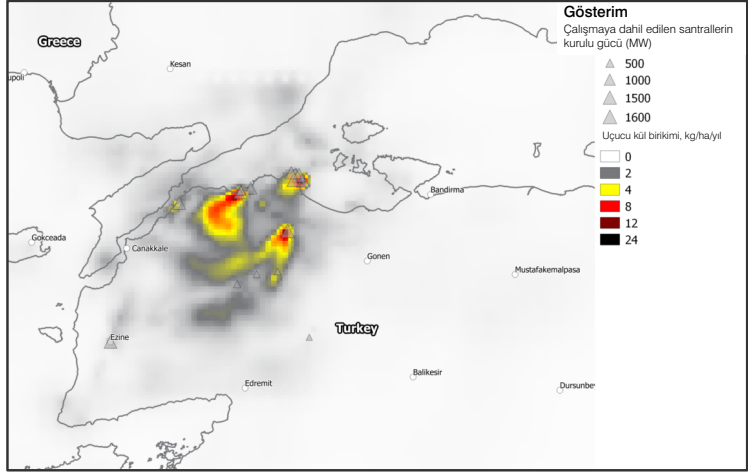 Gösterim
Çalışmaya dahil edilen santrallerin
kurulu gücü (MW)
500
1000
1500
1600
Uçucu kül birikimi, kg/ha/yıl
0
2
4
8
12
24
Greece
Kesan
upoli
Bandirma
Gokceada
Canakkale
Gonen
Mustafakemalpasa
Turkey
Ezine
Balikesir
Edremit
Dursunbe